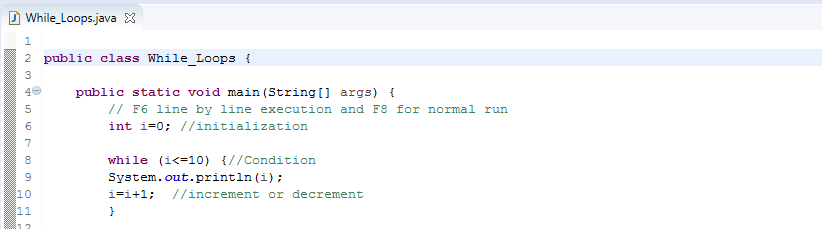 While_Loops.java
1
2 public class While_Loops {
3
4 public static void main(String[] args) {
5 // F6 line by line execution and F8 for normal run
6 int i=0; //initialization
7
8 while (i<=10) {//Condition
9 System.out.println(i);
10 i=i+1; //increment or decrement
11 }
12